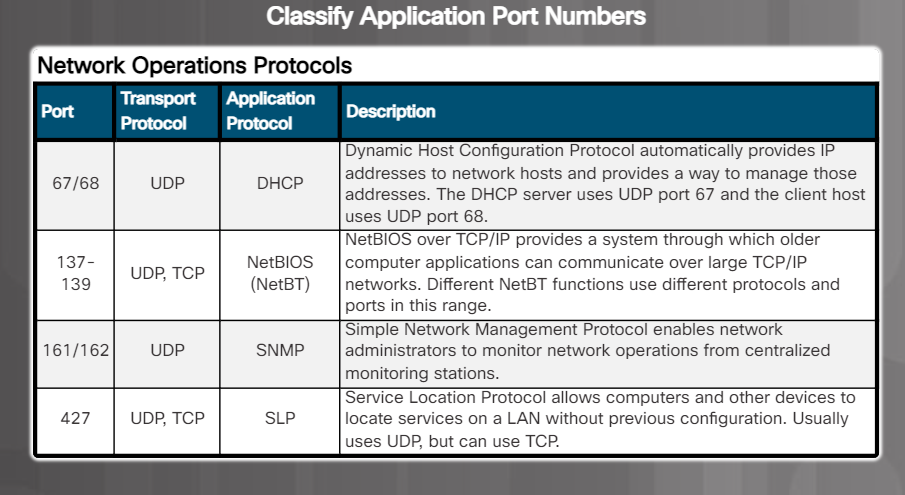 Classify Application Port Numbers
Network Operations Protocols
Port
Transport
Protocol
Application
Protocol
Description
67/68
UDP
DHCP
Dynamic Host Configuration Protocol automatically provides IP
addresses to network hosts and provides a way to manage those
addresses. The DHCP server uses UDP port 67 and the client host
uses UDP port 68.
137-
139
UDP, TCP
NetBIOS
(NetBT)
NetBIOS over TCP/IP provides a system through which older
computer applications can communicate over large TCP/IP
networks. Different NetBT functions use different protocols and
ports in this range.
161/162
UDP
SNMP
Simple Network Management Protocol enables network
administrators to monitor network operations from centralized
monitoring stations.
427
UDP, TCP
SLP
Service Location Protocol allows computers and other devices to
locate services on a LAN without previous configuration. Usually
uses UDP, but can use TCP.